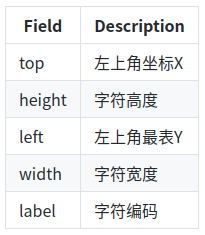 Field Description
top 左上角坐标X
height 字符高度
left 左上角最表Y
width 字符宽度
label 字符编码